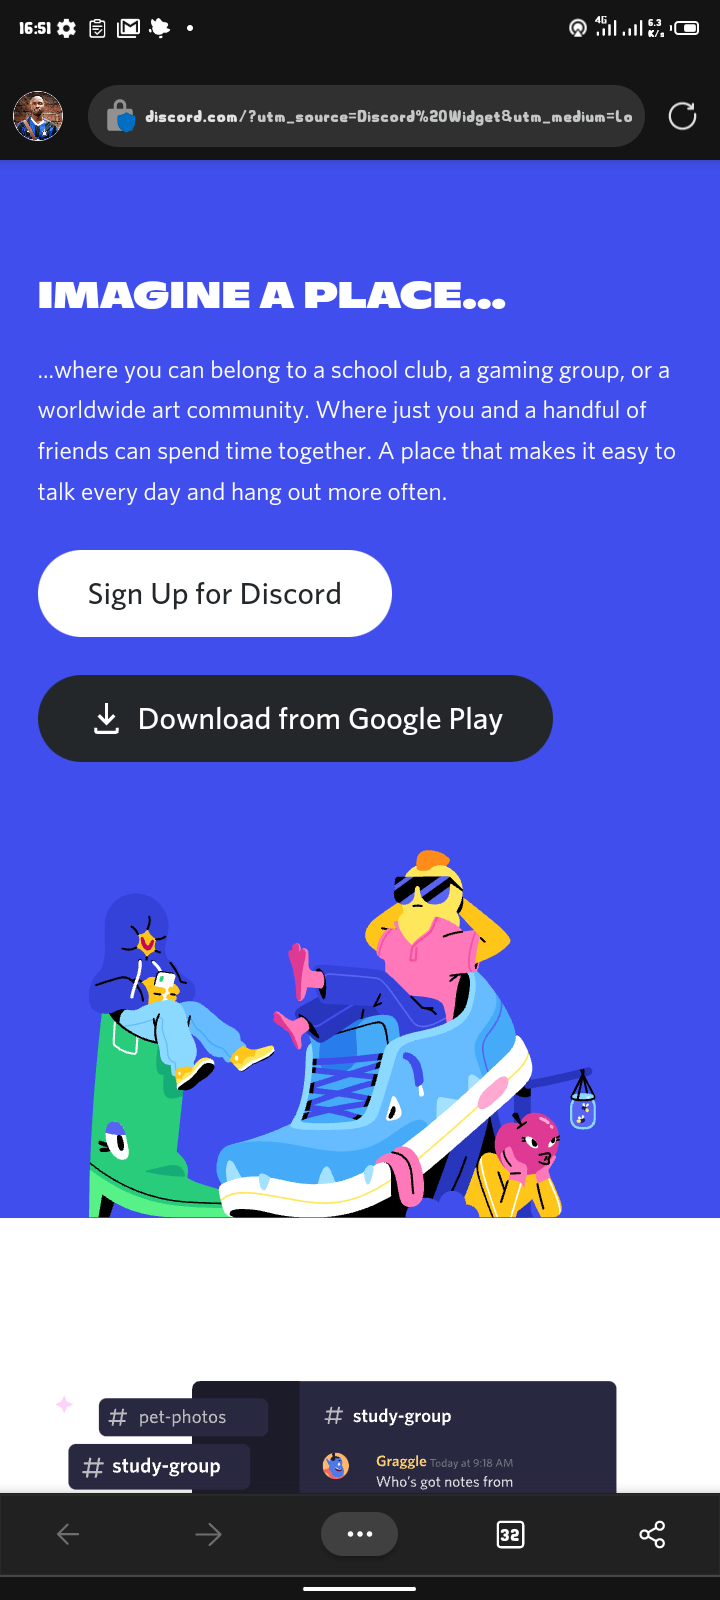 16:51
4G
6.3
K/s
discord.com/?utm_source=Discord%20Widget&utm_medium=Lo
IMAGINE A PLACE...
...where you can belong to a school club, a gaming group, or a
worldwide art community. Where just you and a handful of
friends can spend time together. A place that makes it easy to
talk every day and hang out more often.
Sign Up for Discord
Download from Google Play
# pet-photos
# study-group
# study-group
Graggle Today at 9:18 AM
Who's got notes from
32